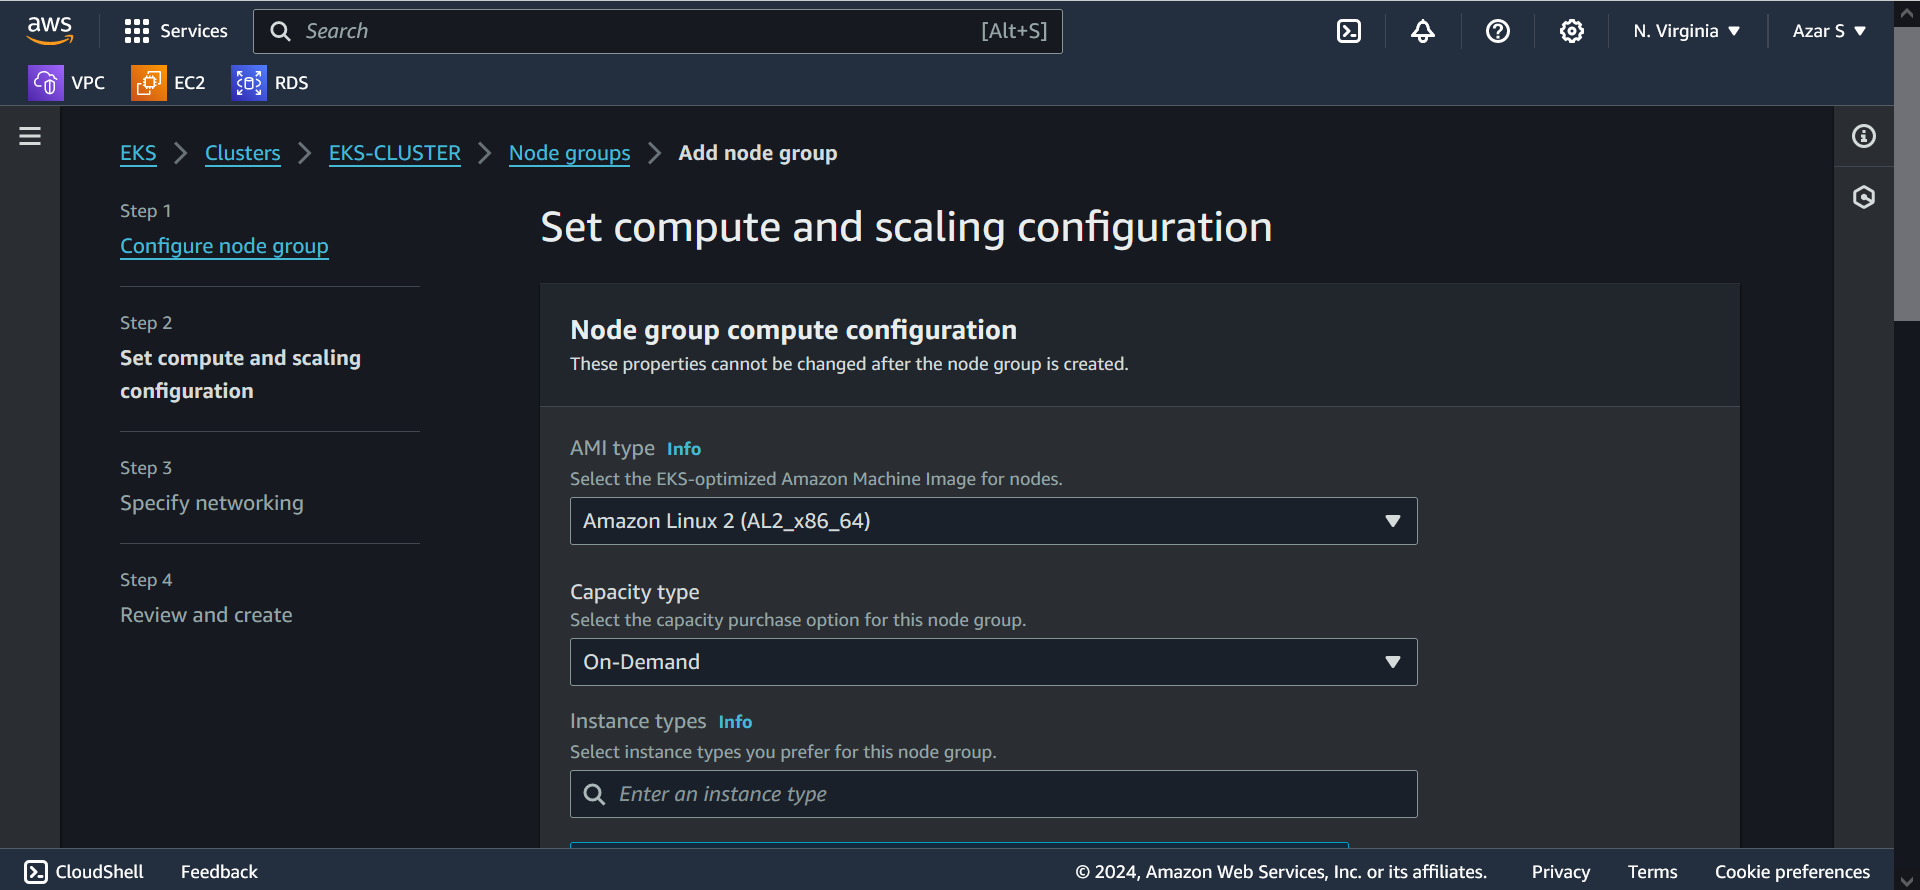 aws
Services
Search
[Alt+S]
N. Virginia
Azar S
VPC
EC2
RDS
EKS
Clusters
EKS-CLUSTER
Node groups
Add node group
Step 1
Configure node group
Step 2
Set compute and scaling
configuration
Step 3
Specify networking
Step 4
Review and create
Set compute and scaling configuration
Node group compute configuration
These properties cannot be changed after the node group is created.
AMI type Info
Select the EKS-optimized Amazon Machine Image for nodes.
Amazon Linux 2 (AL2_x86_64)
Capacity type
Select the capacity purchase option for this node group.
On-Demand
Instance types Info
Select instance types you prefer for this node group.
Enter an instance type
CloudShell
Feedback
© 2024, Amazon Web Services, Inc. or its affiliates.
Privacy
Terms
Cookie preferences